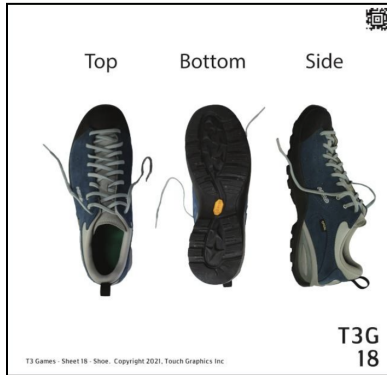 Top Bottom Side
T3G
18
T3 Games - Sheet 18 - Shoe. Copyright 2021, Touch Graphics Inc